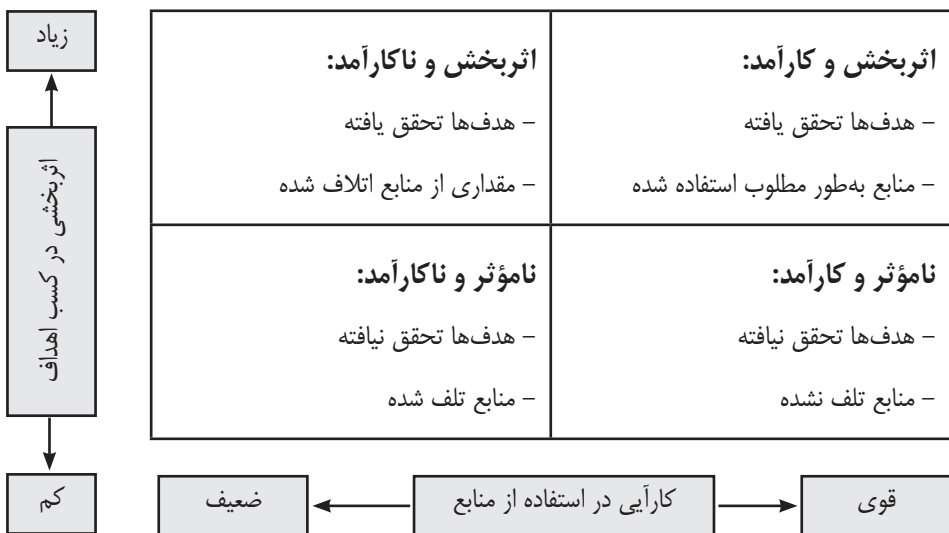 زیاد
اثربخشی در کسب اهداف
کم
اثربخش و کارآمد:
– هدف‌ها تحقق یافته
– منابع به‌طور مطلوب استفاده شده
اثربخش و ناکارآمد:
– هدف‌ها تحقق یافته
– مقداری از منابع اتلاف شده
نامؤثر و کارآمد:
– هدف‌ها تحقق نیافته
– منابع تلف نشده
نامؤثر و ناکارآمد:
– هدف‌ها تحقق نیافته
– منابع تلف شده
قوی
کارآیی در استفاده از منابع
ضعیف